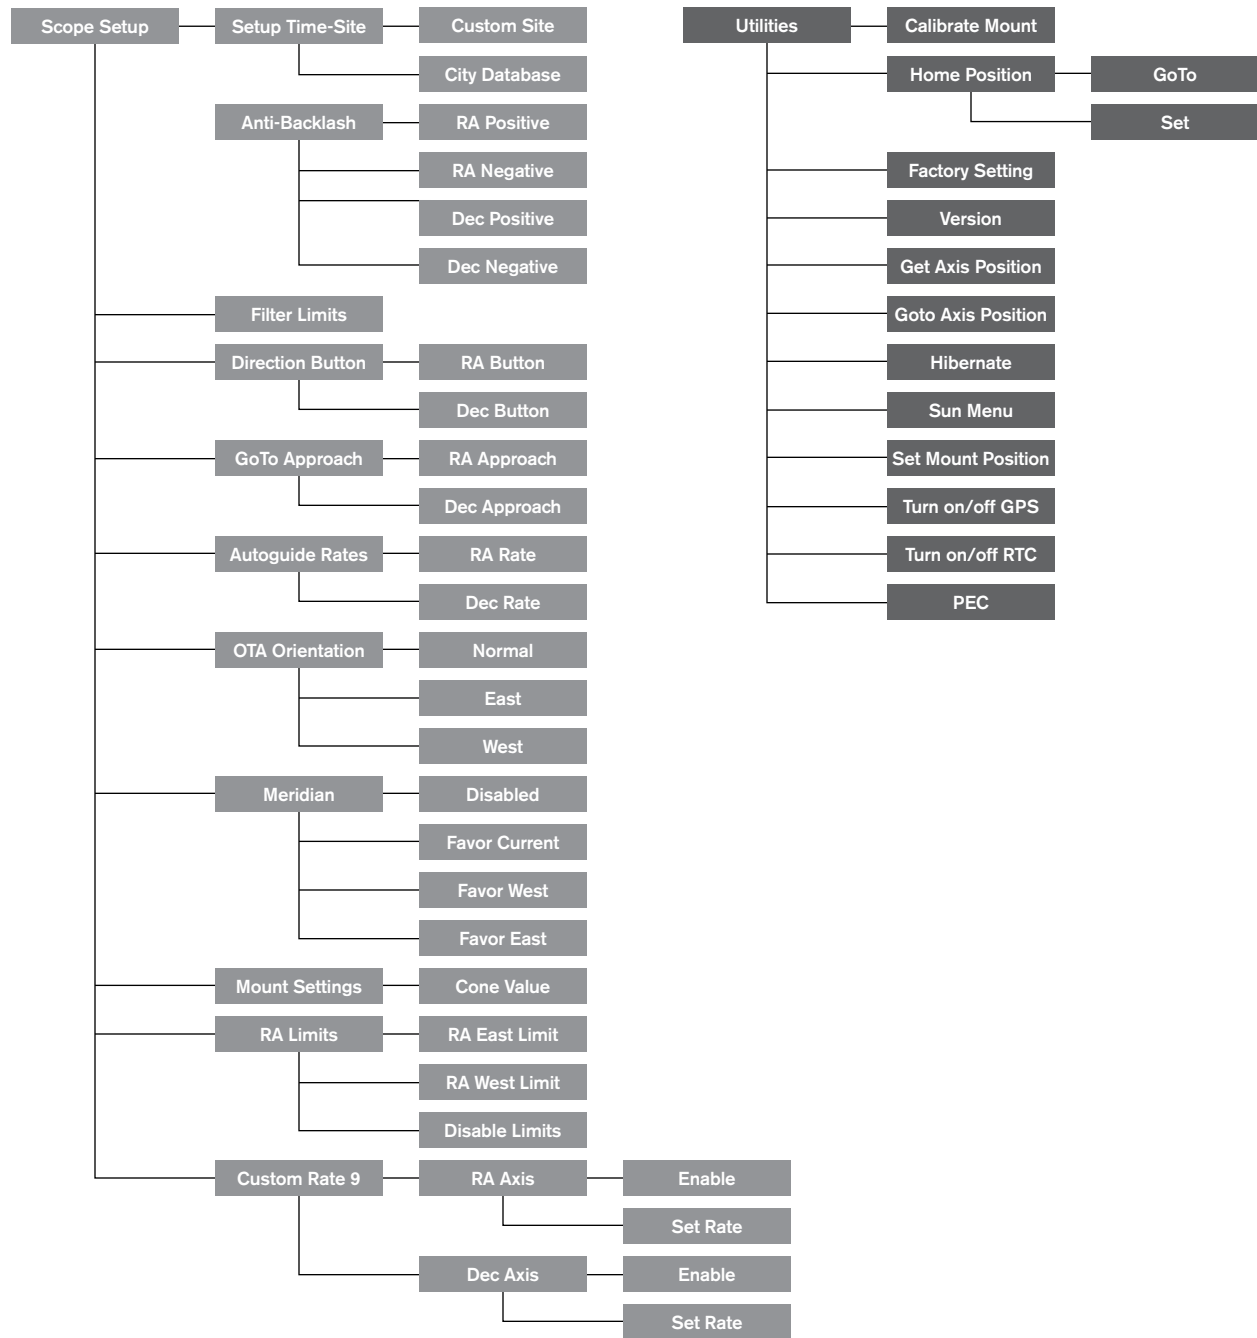 Scope Setup
Setup Time-Site
Custom Site
City Database
Anti-Backlash
RA Positive
RA Negative
Dec Positive
Dec Negative
Filter Limits
Direction Button
RA Button
Dec Button
GoTo Approach
RA Approach
Dec Approach
Autoguide Rates
RA Rate
Dec Rate
OTA Orientation
Normal
East
West
Meridian
Disabled
Favor Current
Favor West
Favor East
Mount Settings
Cone Value
RA Limits
RA East Limit
RA West Limit
Disable Limits
Custom Rate 9
RA Axis
Enable
Set Rate
Dec Axis
Enable
Set Rate
Utilities
Calibrate Mount
Home Position
GoTo
Set
Factory Setting
Version
Get Axis Position
Goto Axis Position
Hibernate
Sun Menu
Set Mount Position
Turn on/off GPS
Turn on/off RTC
PEC